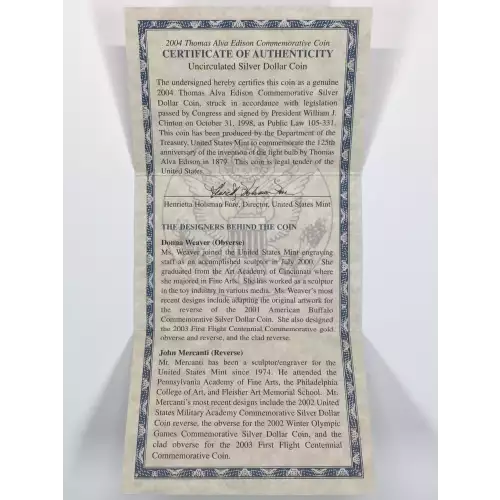 2004 Thomas Alva Edison Commemorative Coin
CERTIFICATE OF AUTHENTICITY
Uncirculated Silver Dollar Coin
The undersigned hereby certifies this coin as a genuine
2004 Thomas Alva Edison Commemorative Silver
Dollar Coin, struck in accordance with legislation
passed by Congress and signed by President William J.
Clinton on October 31, 1998, as Public Law 105-331.
This coin has been produced by the Department of the
Treasury, United States Mint to commemorate the 125th
anniversary of the invention of the light bulb by Thomas
Alva Edison in 1879. This coin is legal tender of the
United States.
Henrietta Holsman Fore, Director, United States Mint
THE DESIGNERS BEHIND THE COIN
Donna Weaver (Obverse)
Ms. Weaver joined the United States Mint engraving
staff as an accomplished sculptor in July 2000. She
graduated from the Art Academy of Cincinnati where
she majored in Fine Arts. She has worked as a sculptor
in the toy industry in various media. Ms. Weaver's most
recent designs include adapting the original artwork for
the reverse of the 2001 American Buffalo
Commemorative Silver Dollar Coin. She also designed
the 2003 First Flight Centennial Commemorative gold
obverse and reverse, and the clad reverse.
John Mercanti (Reverse)
Mr. Mercanti has been a sculptor/engraver for the
United States Mint since 1974. He attended the
Pennsylvania Academy of Fine Arts, the Philadelphia
College of Art, and Fleisher Art Memorial School. Mr.
Mercanti's most recent designs include the 2002 United
States Military Academy Commemorative Silver Dollar
Coin reverse, the obverse for the 2002 Winter Olympic
Games Commemorative Silver Dollar Coin, and the
clad obverse for the 2003 First Flight Centennial
Commemorative Coin.